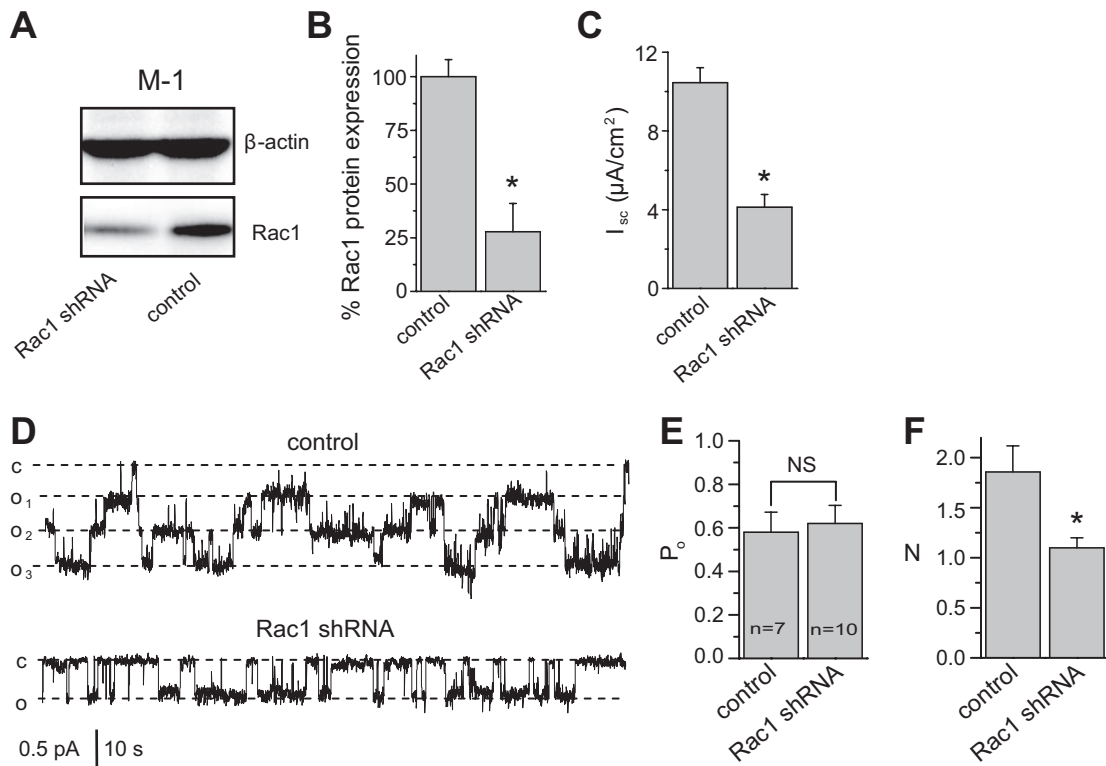 A
M-1
β-actin
Rac1
Rac1 shRNA
control
B
% Rac1 protein expression
100
75
50
25
0
*
control
Rac1 shRNA
C
I_sc (μA/cm²)
12
8
4
0
*
control
Rac1 shRNA
D
control
c
o₁
o₂
o₃
Rac1 shRNA
c
o
0.5 pA
10 s
E
P_o
1.0
0.8
0.6
0.4
0.2
0.0
NS
n=7
n=10
control
Rac1 shRNA
F
N
2.0
1.5
1.0
0.5
0.0
*
control
Rac1 shRNA